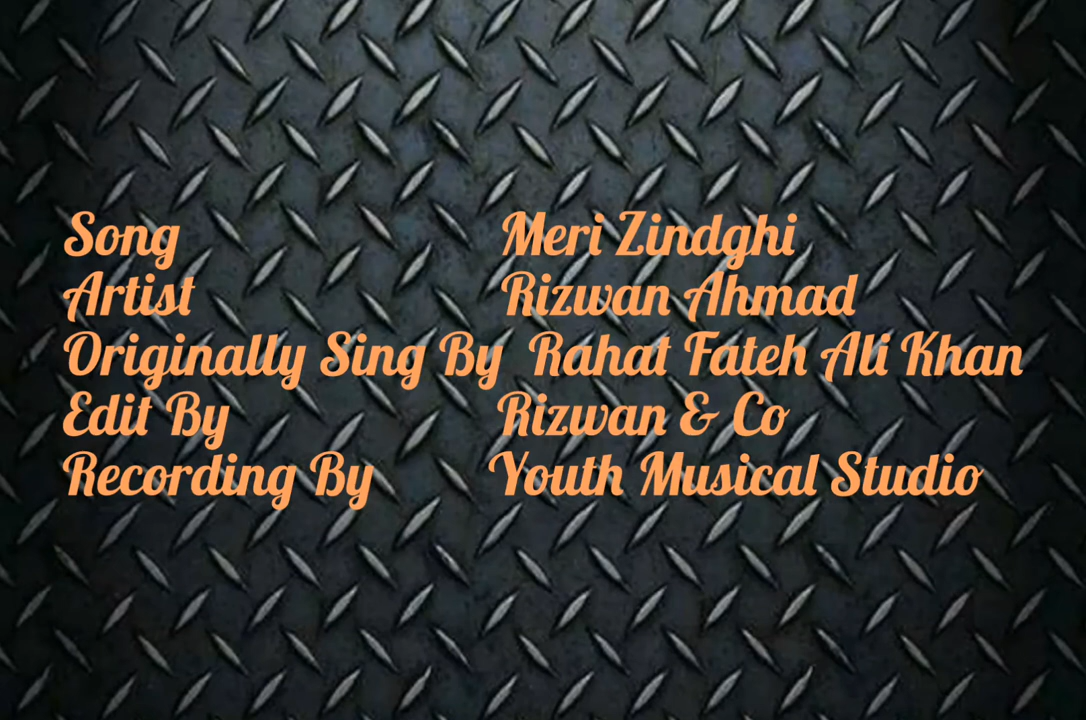 Song Meri Zindghi
Artist Rizwan Ahmad
Originally Sing By Rahat Fateh Ali Khan
Edit By Rizwan & Co
Recording By Youth Musical Studio